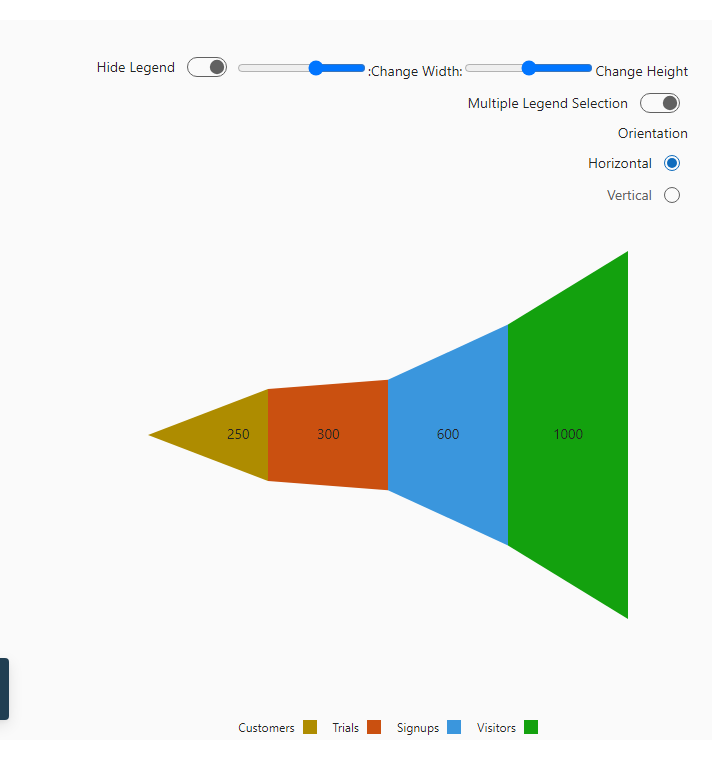 Hide Legend :Change Width: Change Height
Multiple Legend Selection
Orientation
Horizontal
Vertical
250 300 600 1000
Customers Trials Signups Visitors